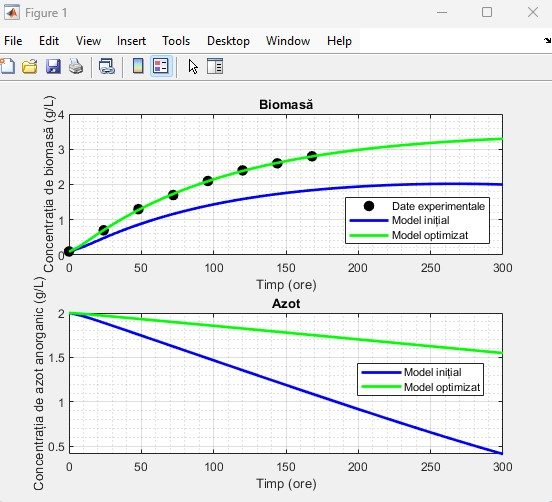 Figure 1
File Edit View Insert Tools Desktop Window Help
Biomasă
Concentrația de biomasă (g/L)
4
3
2
1
0
0 50 100 150 200 250 300
Date experimentale
Model inițial
Model optimizat
Timp (ore)
Azot
Concentrația de azot anorganic (g/L)
2
1.5
1
0.5
0 50 100 150 200 250 300
Model inițial
Model optimizat
Timp (ore)